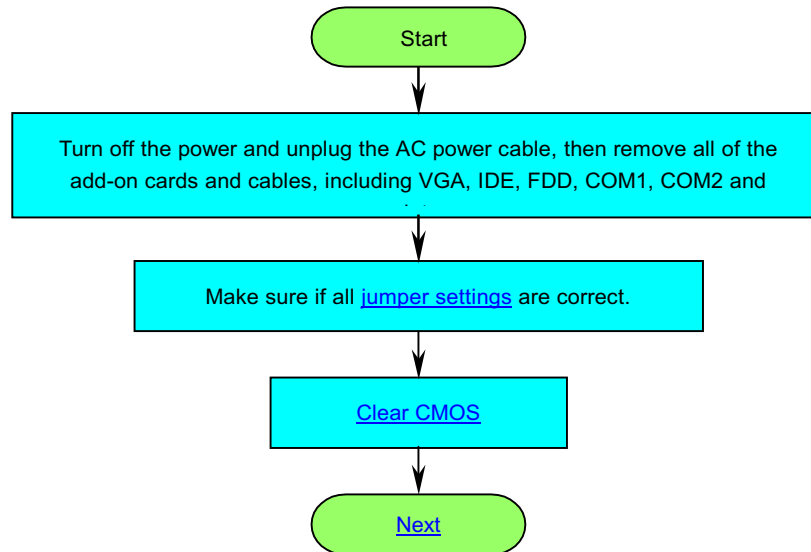 Start
Turn off the power and unplug the AC power cable, then remove all of the
add-on cards and cables, including VGA, IDE, FDD, COM1, COM2 and
Make sure if all jumper settings are correct.
Clear CMOS
Next